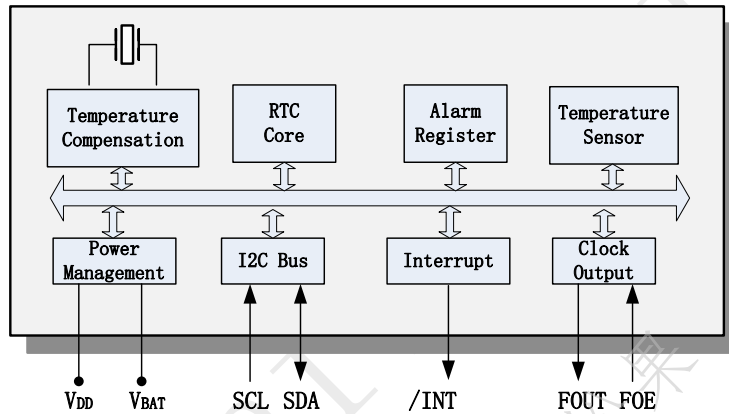 Temperature
Compensation
RTC
Core
Alarm
Register
Temperature
Sensor
Power
Management
I2C Bus
Interrupt
Clock
Output
VDD
VBAT
SCL SDA
/INT
FOUT FOE
果